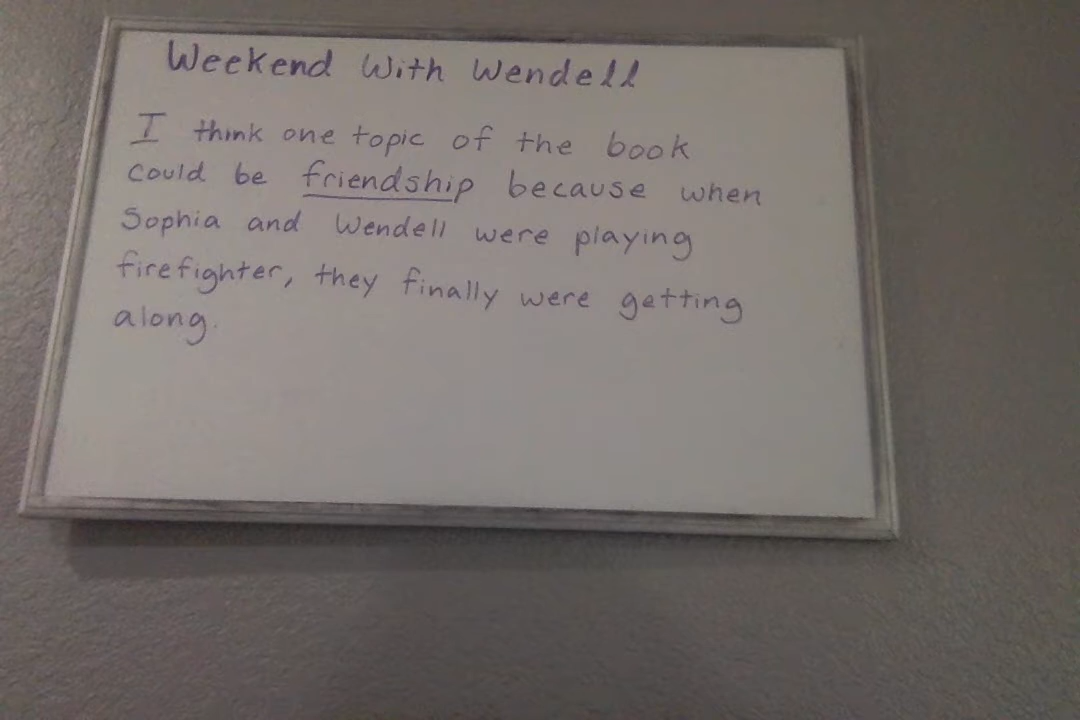 Weekend With Wendell
I think one topic of the book
could be friendship because when
Sophia and Wendell were playing
firefighter, they finally were getting
along.